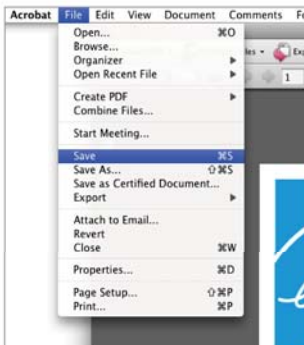 Acrobat File Edit View Document Comments
Open... ⌘O
Browse...
Organizer ▶
Open Recent File ▶
1
Create PDF ▶
Combine Files...
Start Meeting...
Save ⌘S
Save As... ⇧⌘S
Save as Certified Document...
Export ▶
Attach to Email...
Revert
Close ⌘W
Properties... ⌘D
Page Setup... ⇧⌘P
Print... ⌘P